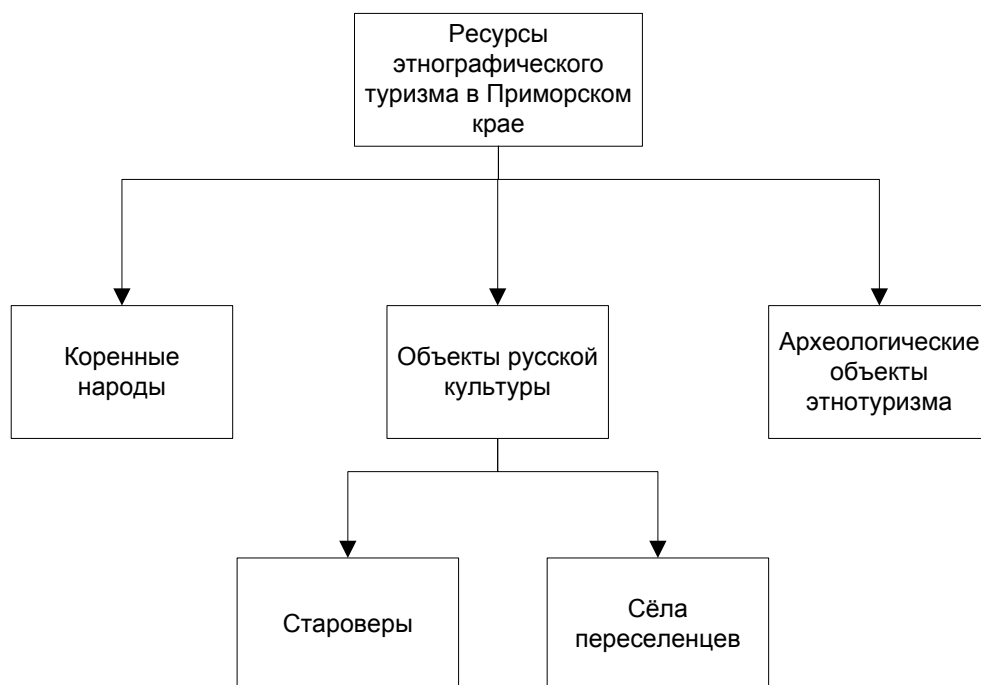 Ресурсы
этнографического
туризма в Приморском
крае
Коренные
народы
Объекты русской
культуры
Археологические
объекты
этнотуризма
Староверы
Сёла
переселенцев